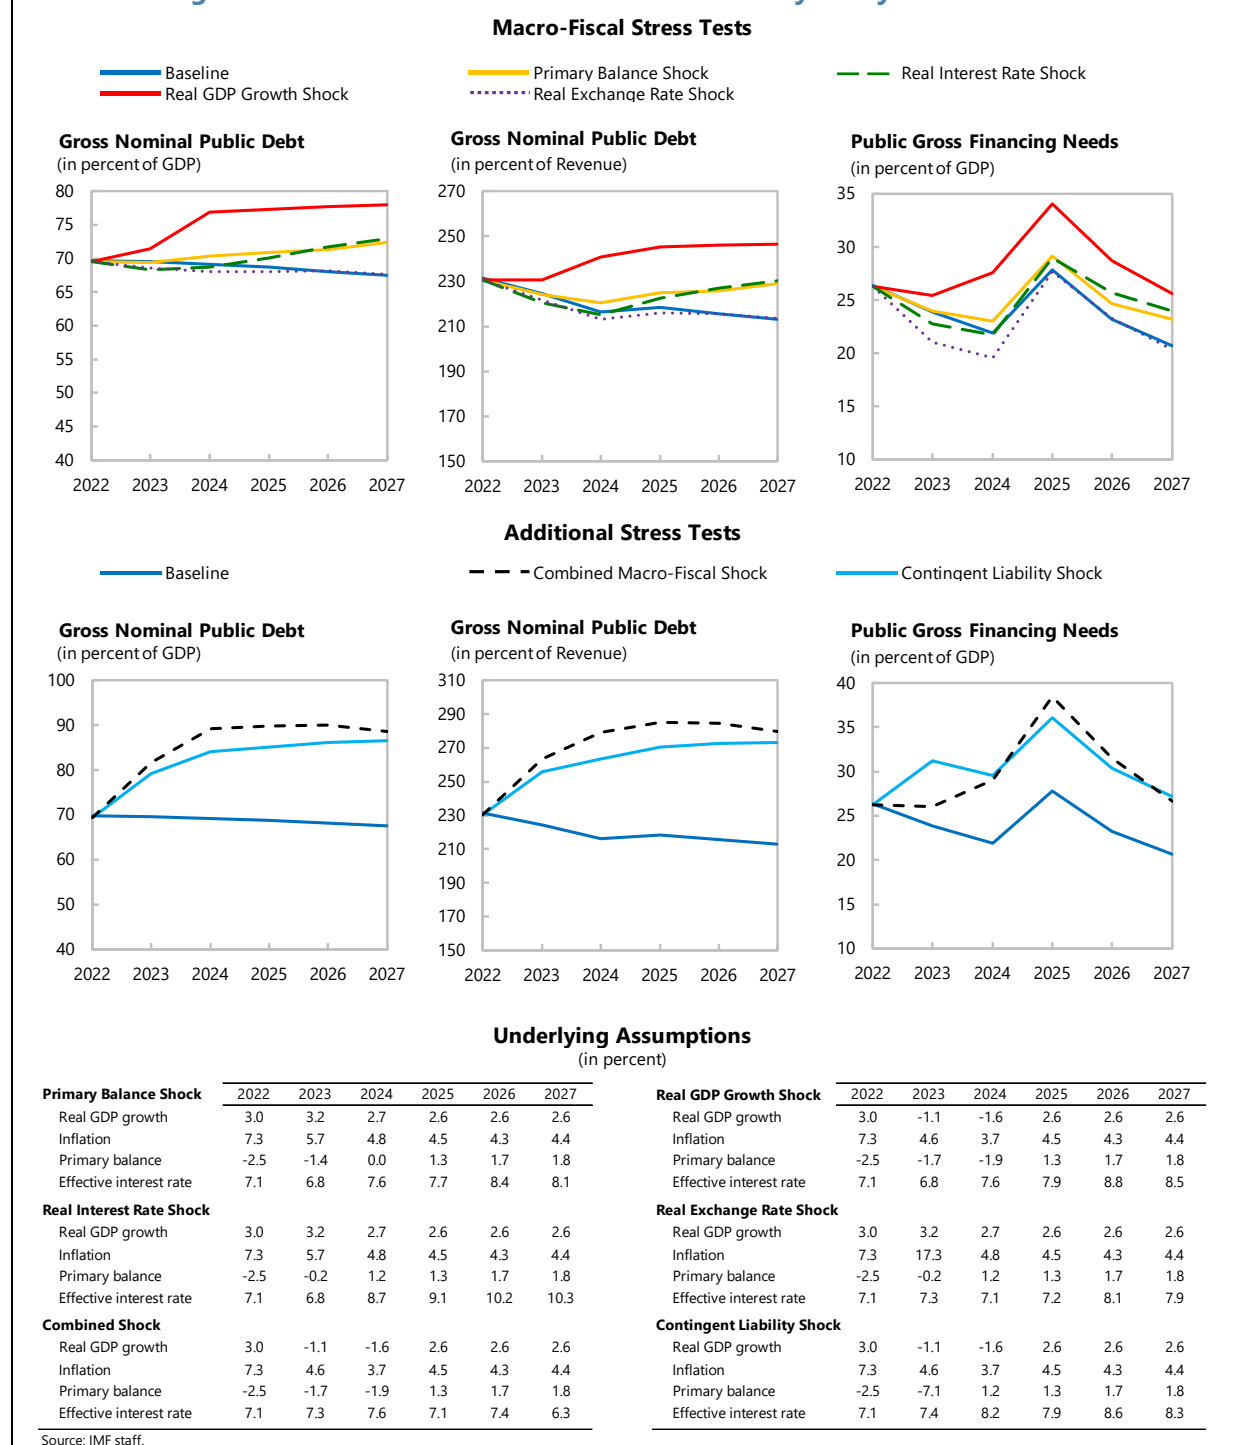 Macro-Fiscal Stress Tests
Baseline Primary Balance Shock Real Interest Rate Shock
Real GDP Growth Shock Real Exchange Rate Shock
Gross Nominal Public Debt
(in percent of GDP)
80
75
70
65
60
55
50
45
40
2022 2023 2024 2025 2026 2027
Gross Nominal Public Debt
(in percent of Revenue)
270
250
230
210
190
170
150
2022 2023 2024 2025 2026 2027
Public Gross Financing Needs
(in percent of GDP)
35
30
25
20
15
10
2022 2023 2024 2025 2026 2027
Additional Stress Tests
Baseline Combined Macro-Fiscal Shock Contingent Liability Shock
Gross Nominal Public Debt
(in percent of GDP)
100
90
80
70
60
50
40
2022 2023 2024 2025 2026 2027
Gross Nominal Public Debt
(in percent of Revenue)
310
290
270
250
230
210
190
170
150
2022 2023 2024 2025 2026 2027
Public Gross Financing Needs
(in percent of GDP)
40
35
30
25
20
15
10
2022 2023 2024 2025 2026 2027
Underlying Assumptions
(in percent)
Primary Balance Shock 2022 2023 2024 2025 2026 2027
Real GDP growth 3.0 3.2 2.7 2.6 2.6 2.6
Inflation 7.3 5.7 4.8 4.5 4.3 4.4
Primary balance -2.5 -1.4 0.0 1.3 1.7 1.8
Effective interest rate 7.1 6.8 7.6 7.7 8.4 8.1
Real Interest Rate Shock
Real GDP growth 3.0 3.2 2.7 2.6 2.6 2.6
Inflation 7.3 5.7 4.8 4.5 4.3 4.4
Primary balance -2.5 -0.2 1.2 1.3 1.7 1.8
Effective interest rate 7.1 6.8 8.7 9.1 10.2 10.3
Combined Shock
Real GDP growth 3.0 -1.1 -1.6 2.6 2.6 2.6
Inflation 7.3 4.6 3.7 4.5 4.3 4.4
Primary balance -2.5 -1.7 -1.9 1.3 1.7 1.8
Effective interest rate 7.1 7.3 7.6 7.1 7.4 6.3
Real GDP Growth Shock 2022 2023 2024 2025 2026 2027
Real GDP growth 3.0 -1.1 -1.6 2.6 2.6 2.6
Inflation 7.3 4.6 3.7 4.5 4.3 4.4
Primary balance -2.5 -1.7 -1.9 1.3 1.7 1.8
Effective interest rate 7.1 6.8 7.6 7.9 8.8 8.5
Real Exchange Rate Shock
Real GDP growth 3.0 3.2 2.7 2.6 2.6 2.6
Inflation 7.3 17.3 4.8 4.5 4.3 4.4
Primary balance -2.5 -0.2 1.2 1.3 1.7 1.8
Effective interest rate 7.1 7.3 7.1 7.2 8.1 7.9
Contingent Liability Shock
Real GDP growth 3.0 -1.1 -1.6 2.6 2.6 2.6
Inflation 7.3 4.6 3.7 4.5 4.3 4.4
Primary balance -2.5 -7.1 1.2 1.3 1.7 1.8
Effective interest rate 7.1 7.4 8.2 7.9 8.6 8.3
Source: IMF staff.